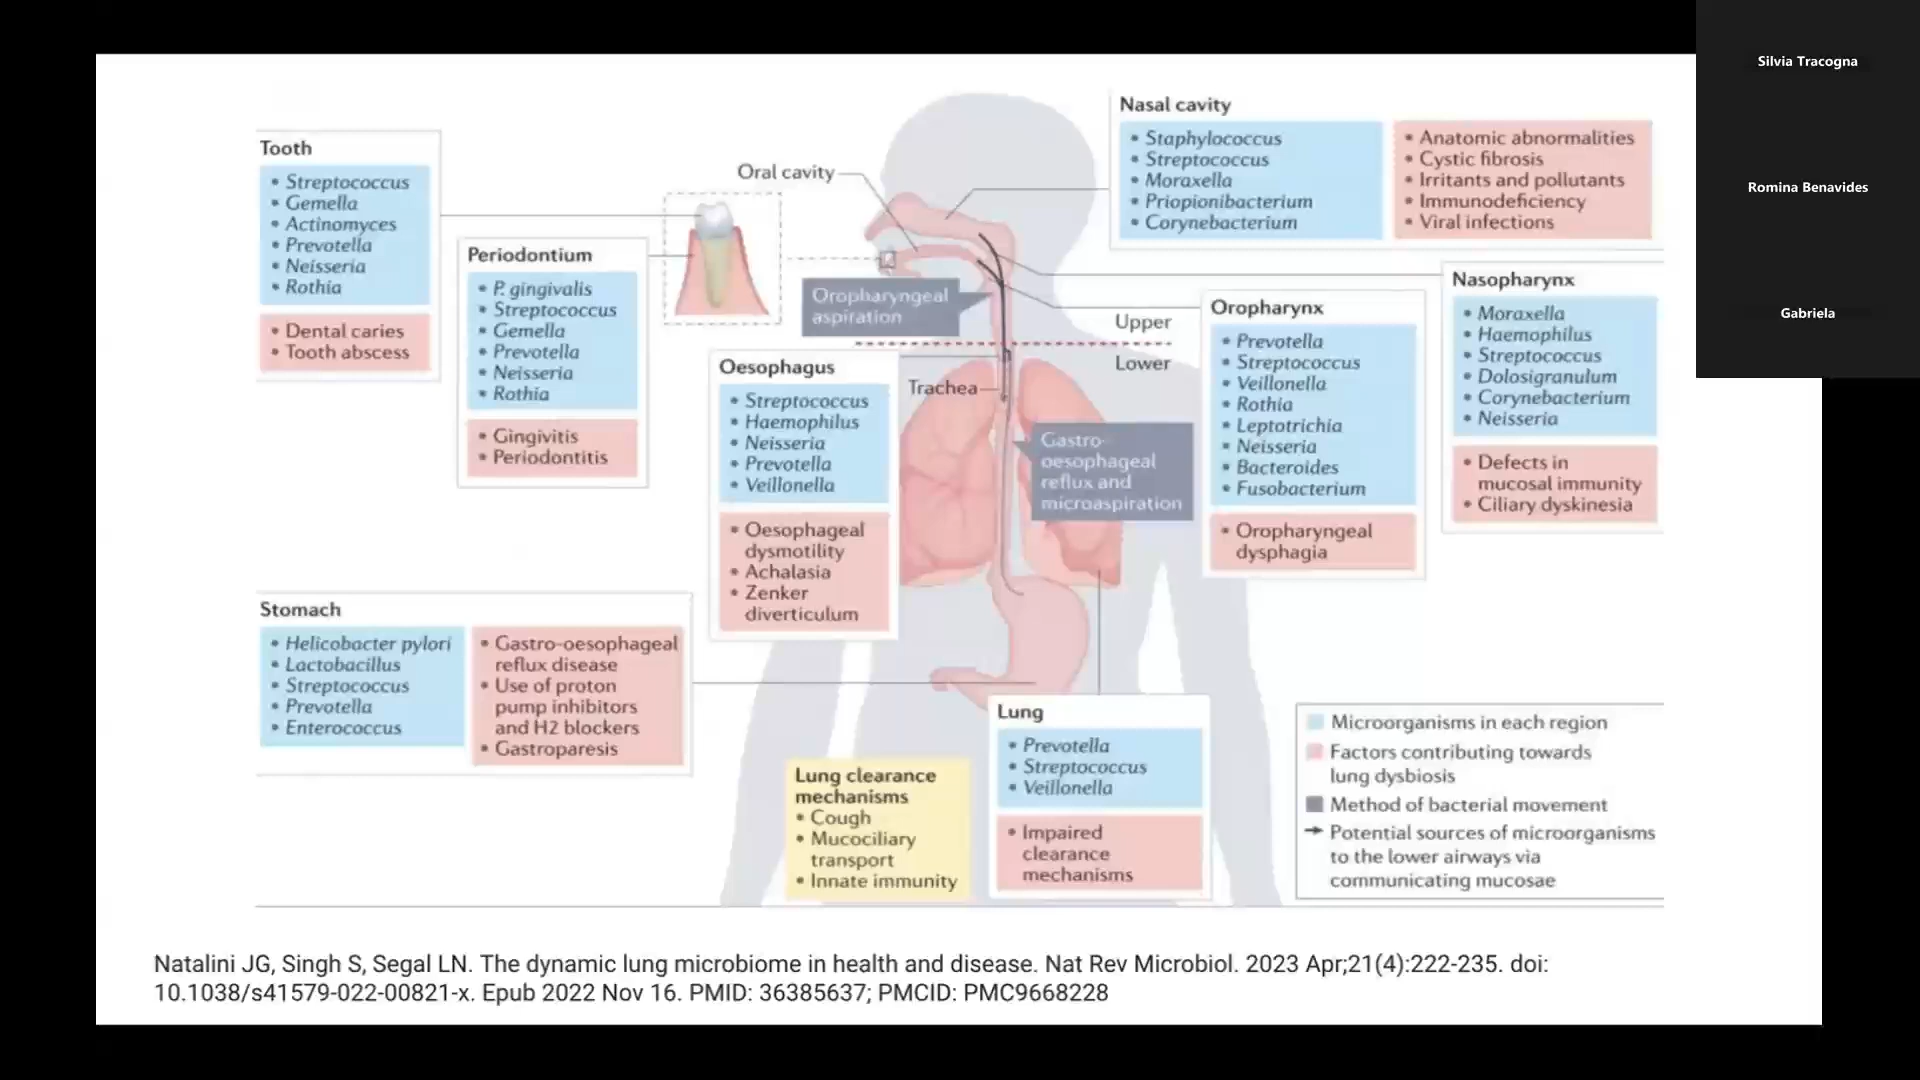 Silvia Tracogna
Romina Benavides
Gabriela
Tooth
• Streptococcus
• Gemella
• Actinomyces
• Prevotella
• Neisseria
• Rothia
• Dental caries
• Tooth abscess
Periodontium
• P. gingivalis
• Streptococcus
• Gemella
• Prevotella
• Neisseria
• Rothia
• Gingivitis
• Periodontitis
Oral cavity
Oropharyngeal
aspiration
Upper
Lower
Trachea
Gastro-
oesophageal
reflux and
microaspiration
Nasal cavity
• Staphylococcus
• Streptococcus
• Moraxella
• Priopionibacterium
• Corynebacterium
• Anatomic abnormalities
• Cystic fibrosis
• Irritants and pollutants
• Immunodeficiency
• Viral infections
Nasopharynx
• Moraxella
• Haemophilus
• Streptococcus
• Dolosigranulum
• Corynebacterium
• Neisseria
• Defects in
mucosal immunity
• Ciliary dyskinesia
Oropharynx
• Prevotella
• Streptococcus
• Veillonella
• Rothia
• Leptotrichia
• Neisseria
• Bacteroides
• Fusobacterium
• Oropharyngeal
dysphagia
Oesophagus
• Streptococcus
• Haemophilus
• Neisseria
• Prevotella
• Veillonella
• Oesophageal
dysmotility
• Achalasia
• Zenker
diverticulum
Stomach
• Helicobacter pylori
• Lactobacillus
• Streptococcus
• Prevotella
• Enterococcus
• Gastro-oesophageal
reflux disease
• Use of proton
pump inhibitors
and H2 blockers
• Gastroparesis
Lung clearance
mechanisms
• Cough
• Mucociliary
transport
• Innate immunity
Lung
• Prevotella
• Streptococcus
• Veillonella
• Impaired
clearance
mechanisms
Microorganisms in each region
Factors contributing towards
lung dysbiosis
Method of bacterial movement
Potential sources of microorganisms
to the lower airways via
communicating mucosae
Natalini JG, Singh S, Segal LN. The dynamic lung microbiome in health and disease. Nat Rev Microbiol. 2023 Apr;21(4):222-235. doi:
10.1038/s41579-022-00821-x. Epub 2022 Nov 16. PMID: 36385637; PMCID: PMC9668228